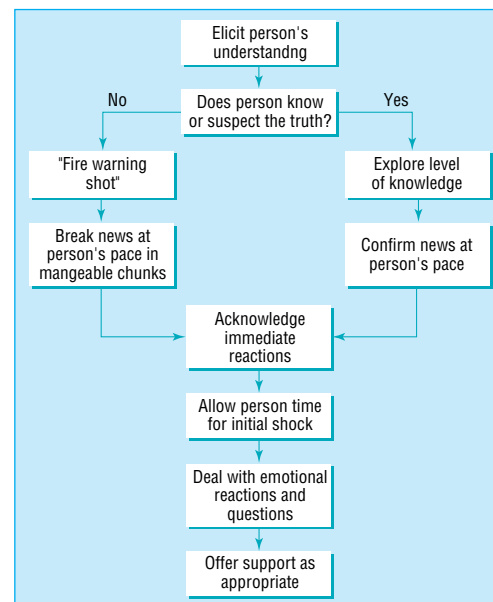 Elicit person's
understandng
Does person know
or suspect the truth?
No
Yes
"Fire warning
shot"
Explore level
of knowledge
Break news at
person's pace in
mangeable chunks
Confirm news at
person's pace
Acknowledge
immediate
reactions
Allow person time
for initial shock
Deal with emotional
reactions and
questions
Offer support as
appropriate